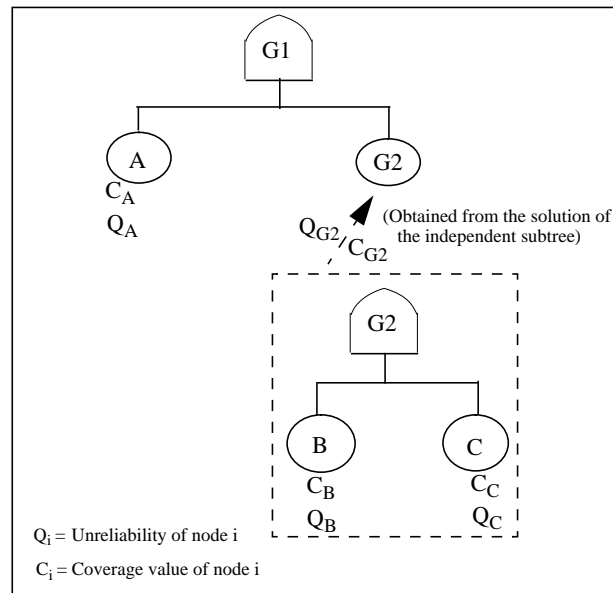 G1
A
G2
C_A
Q_A
Q_G2
C_G2
(Obtained from the solution of
the independent subtree)
G2
B
C
C_B
C_C
Q_B
Q_C
Q_i = Unreliability of node i
C_i = Coverage value of node i